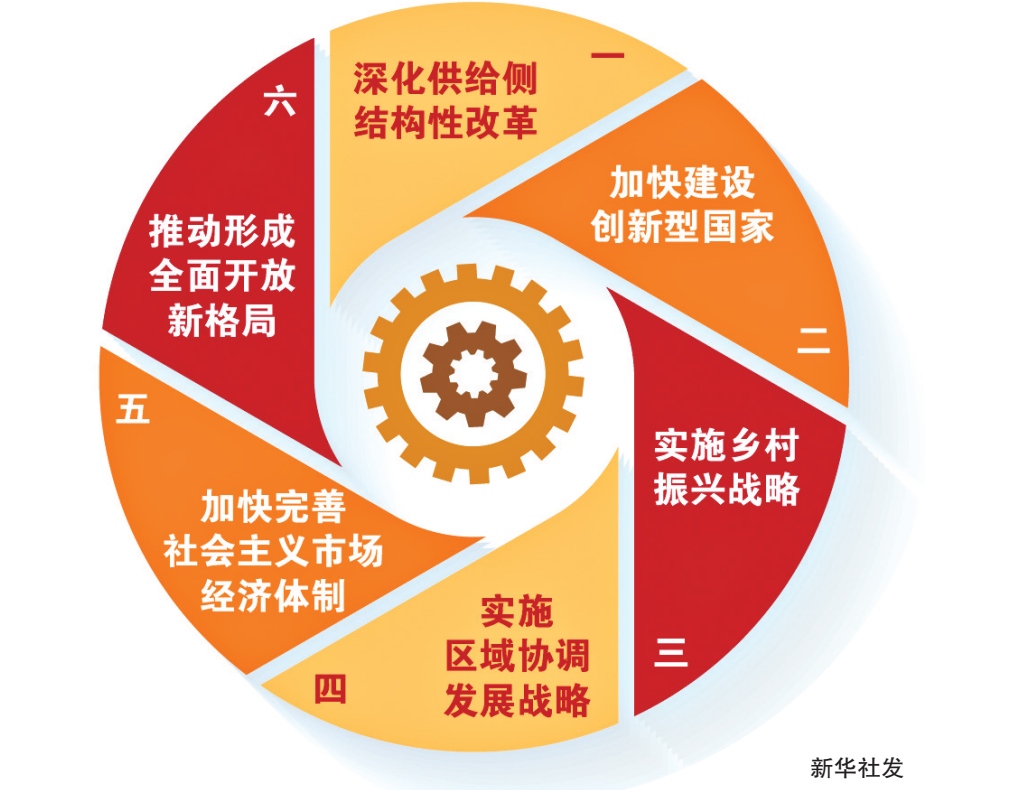 一
深化供给侧
结构性改革
加快建设
创新型国家
二
实施乡村
振兴战略
三
实施
区域协调
发展战略
四
五
加快完善
社会主义市场
经济体制
六
推动形成
全面开放
新格局
新华社发